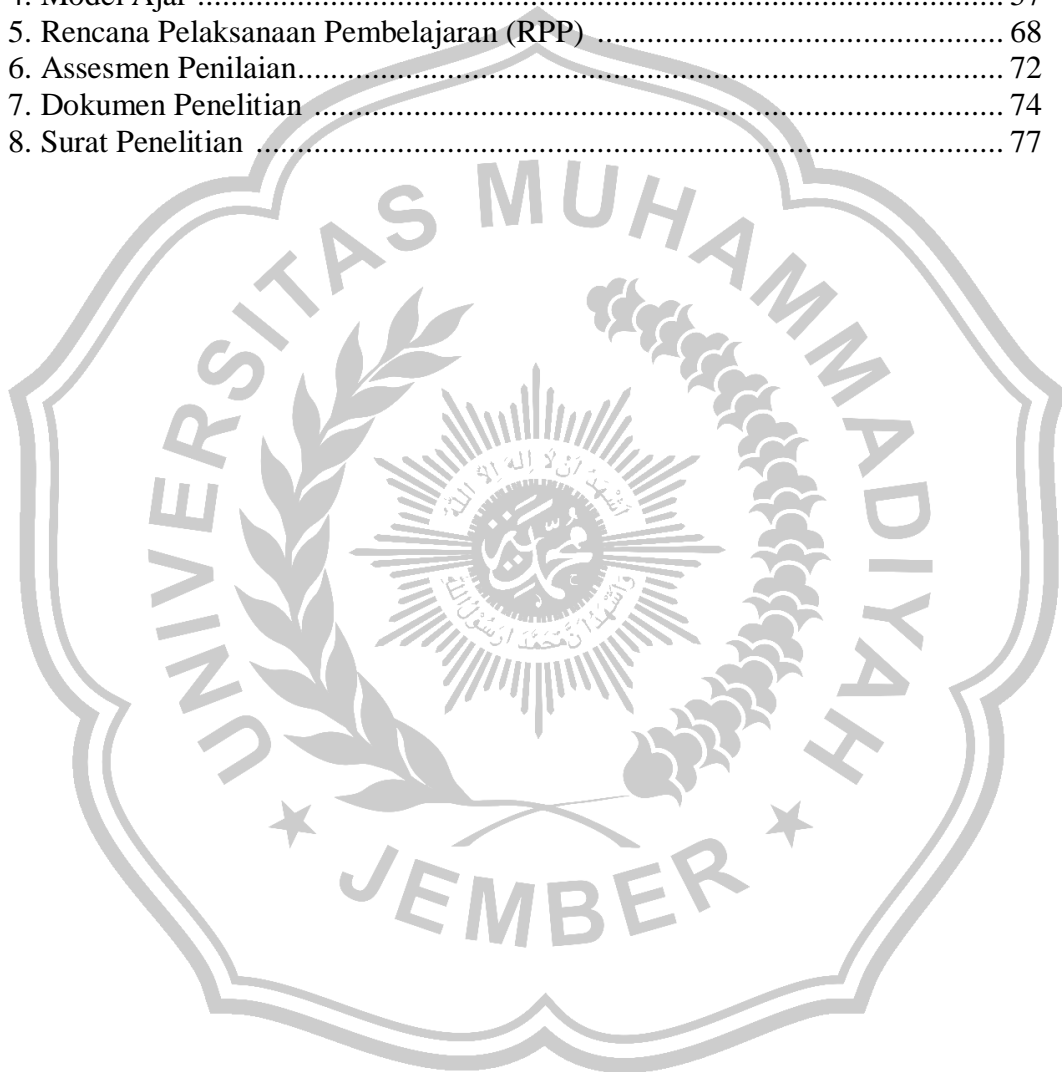 5. Rencana Pelaksanaan Pembelajaran (RPP) ........................................................ 68
6. Assesmen Penilaian................................................................................................. 72
7. Dokumen Penelitian ............................................................................................... 74
8. Surat Penelitian ....................................................................................................... 77
UNIVERSITAS MUHAMMADIYAH
JEMBER